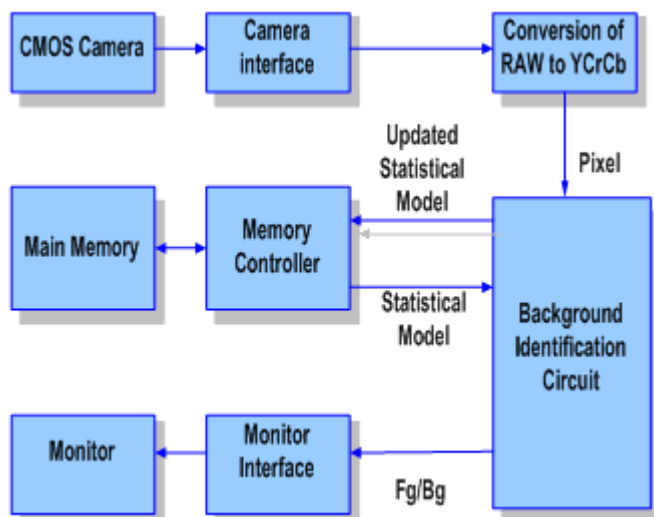 CMOS Camera
Camera
interface
Conversion of
RAW to YCrCb
Updated
Statistical
Model
Pixel
Main Memory
Memory
Controller
Statistical
Model
Background
Identification
Circuit
Monitor
Monitor
Interface
Fg/Bg